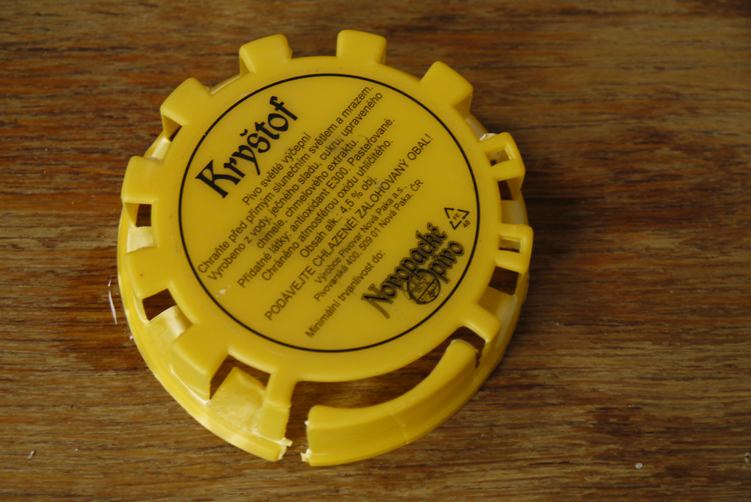 Kryštof
Pivo světlé výčepní
Chraňte před přímým slunečním světlem a mrazem.
Vyrobeno z vody, ječného sladu, cukru, upraveného
chmele, chmelového extraktu.
Přídatné látky: antioxidant E300. Pasterované.
Chráněno atmosférou oxidu uhličitého.
Obsah alk.: 4,5 % obj.
PODÁVEJTE CHLAZENÉ! ZALOHOVANÝ OBAL!
Výrobce Pivovar Nová Paka a.s.,
Pivovarská 400, 509 01 Nová Paka, ČR
Minimální trvanlivost do:
Novopacké
pivo